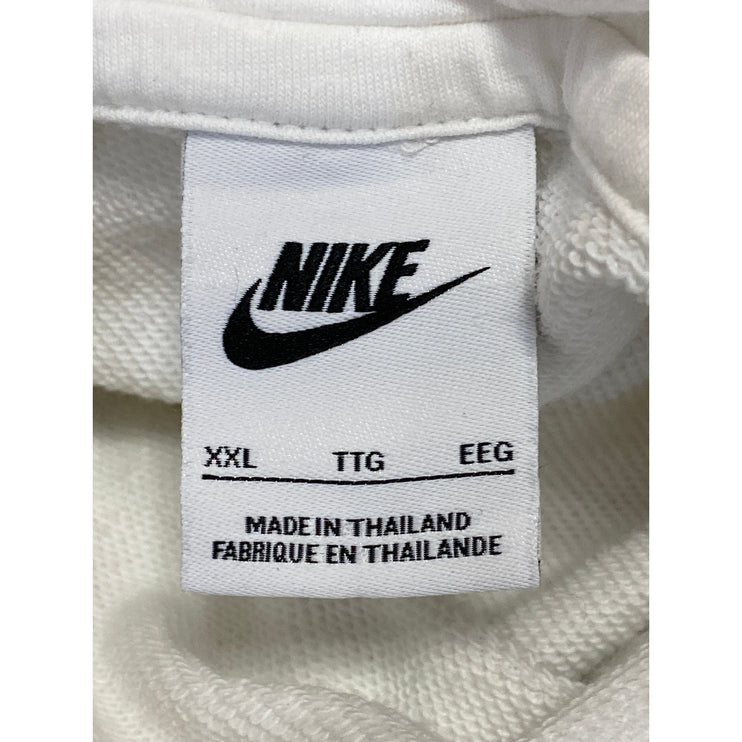 NIKE
XXL TTG EEG
MADE IN THAILAND
FABRIQUE EN THAILANDE